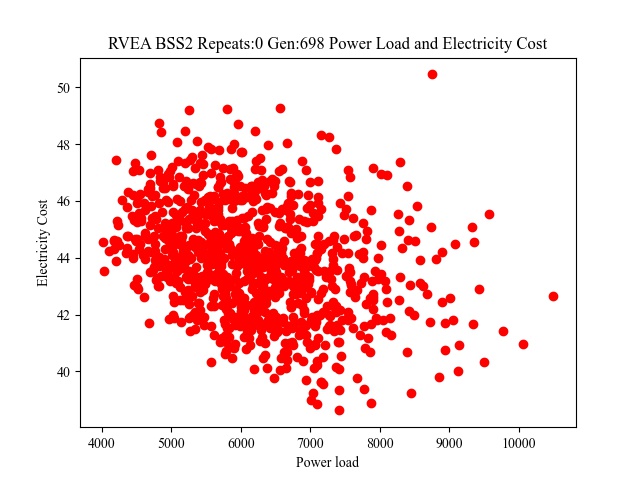 RVEA BSS2 Repeats:0 Gen:698 Power Load and Electricity Cost
50
48
46
44
42
40
Electricity Cost
4000 5000 6000 7000 8000 9000 10000
Power load